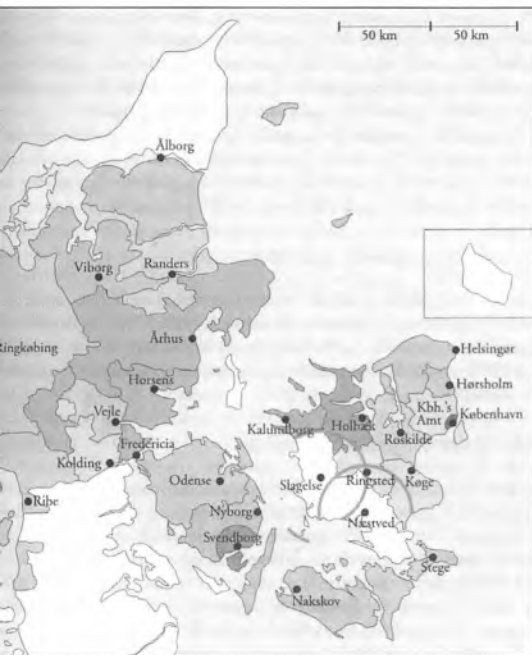 50 km 50 km
Ålborg
Viborg
Randers
Århus
Ringkøbing
Helsingør
Horsens
Hørsholm
Kbh.'s
Amt
København
Vejle
Kalundborg
Holbæk
Roskilde
Fredericia
Kolding
Odense
Slagelse
Ringsted
Køge
Ribe
Nyborg
Næstved
Svendborg
Stege
Nakskov